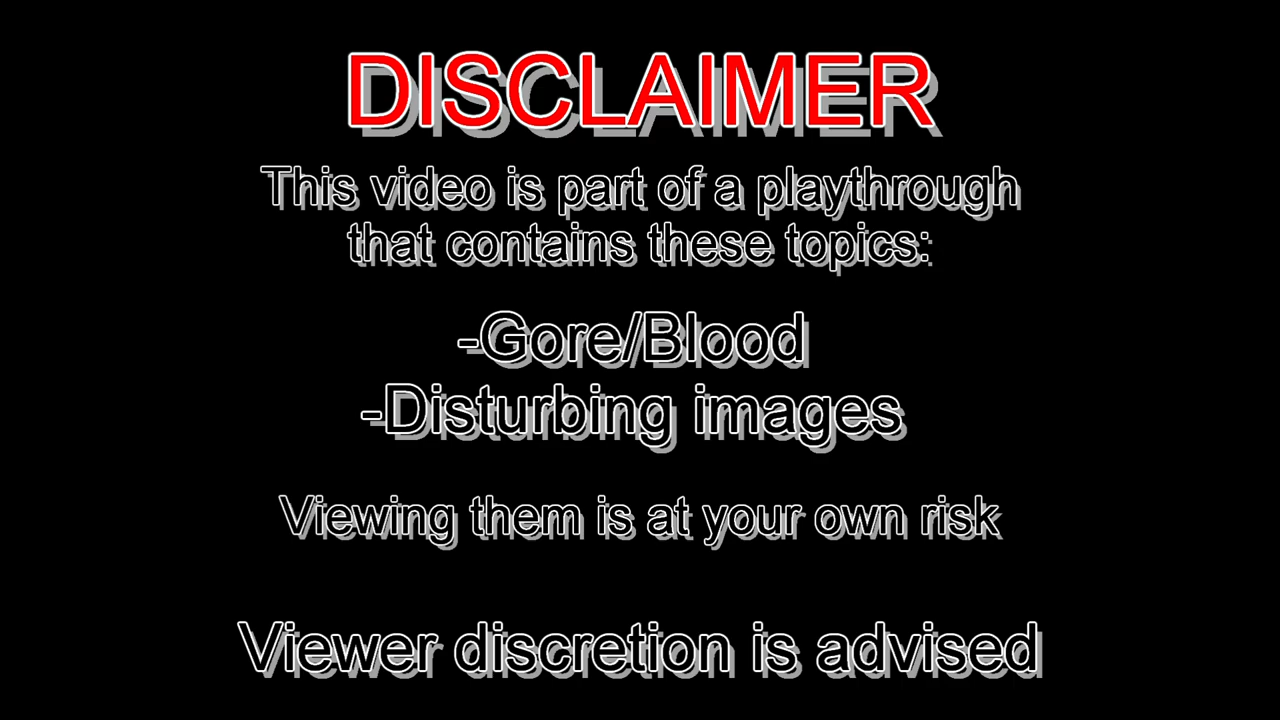 DISCLAIMER
This video is part of a playthrough
that contains these topics:
-Gore/Blood
-Disturbing images
Viewing them is at your own risk
Viewer discretion is advised